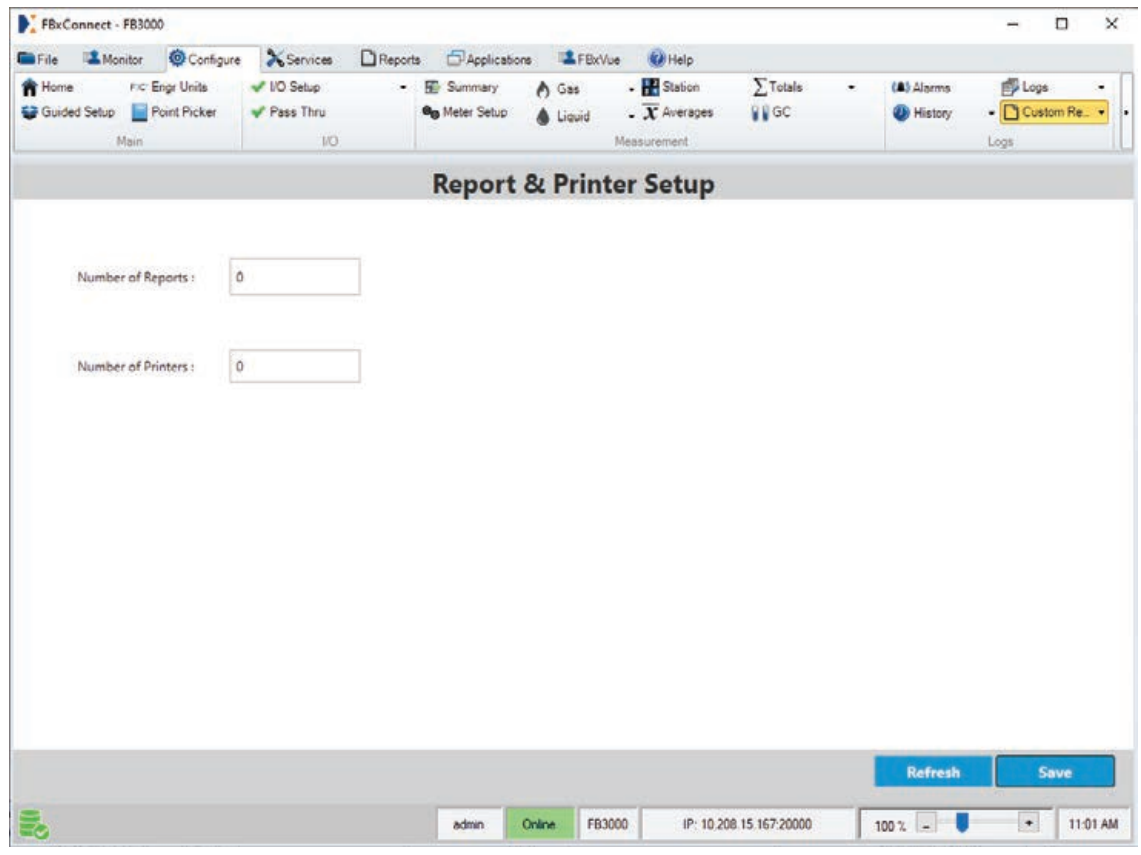 FBxConnect - FB3000
File Monitor Configure Services Reports Applications FBxVue Help
Home Engr Units I/O Setup Summary Gas Station Totals Alarms Logs
Guided Setup Point Picker Pass Thru Meter Setup Liquid Averages GC History Custom Re...
Main I/O Measurement Logs
Report & Printer Setup
Number of Reports : 0
Number of Printers : 0
Refresh Save
admin Online FB3000 IP: 10.208.15.167:20000 100 % - + 11:01 AM